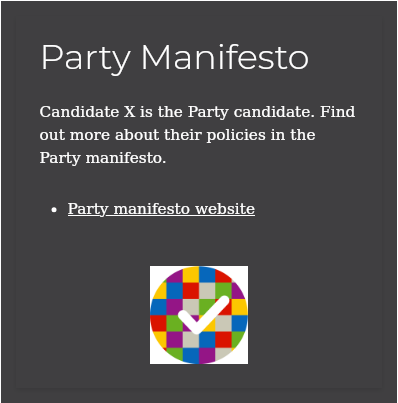 Party Manifesto
Candidate X is the Party candidate. Find
out more about their policies in the
Party manifesto.
• Party manifesto website